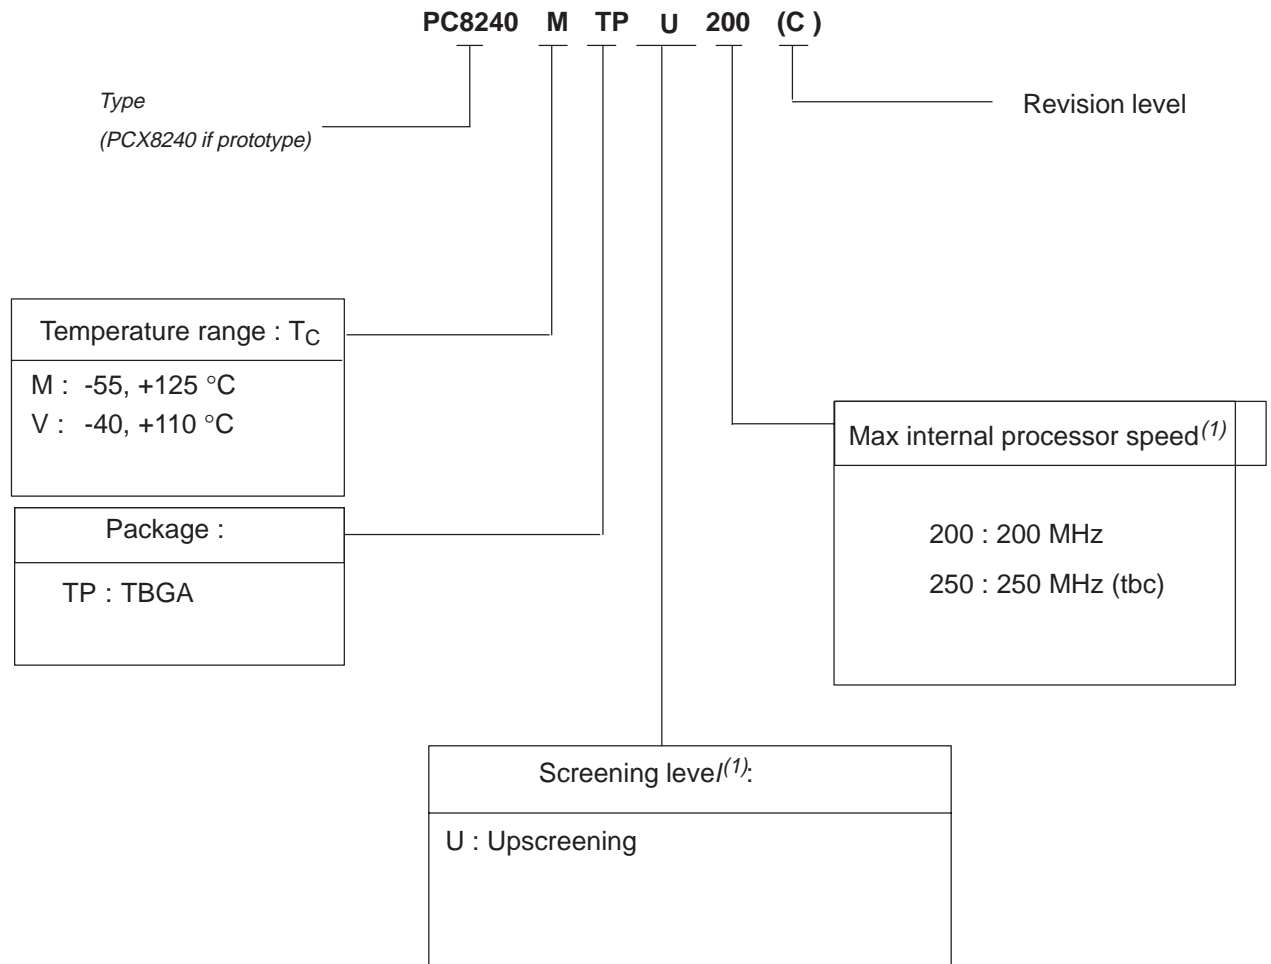 PC8240 M TP U 200 (C )
Type
(PCX8240 if prototype)
Revision level
Temperature range : TC
M : -55, +125 °C
V : -40, +110 °C
Max internal processor speed(1)
200 : 200 MHz
250 : 250 MHz (tbc)
Package :
TP : TBGA
Screening level(1):
U : Upscreening